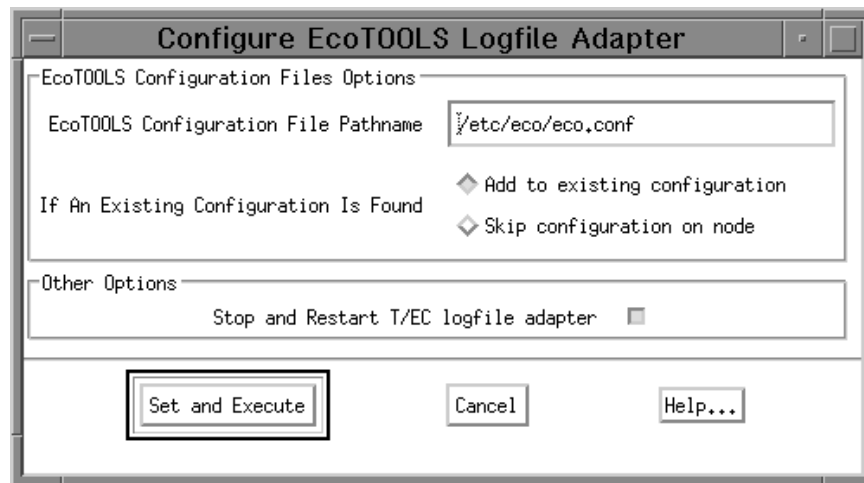 Configure EcoTOOLS Logfile Adapter
EcoTOOLS Configuration Files Options
EcoTOOLS Configuration File Pathname
/etc/eco/eco.conf
If An Existing Configuration Is Found
Add to existing configuration
Skip configuration on node
Other Options
Stop and Restart T/EC logfile adapter
Set and Execute
Cancel
Help...